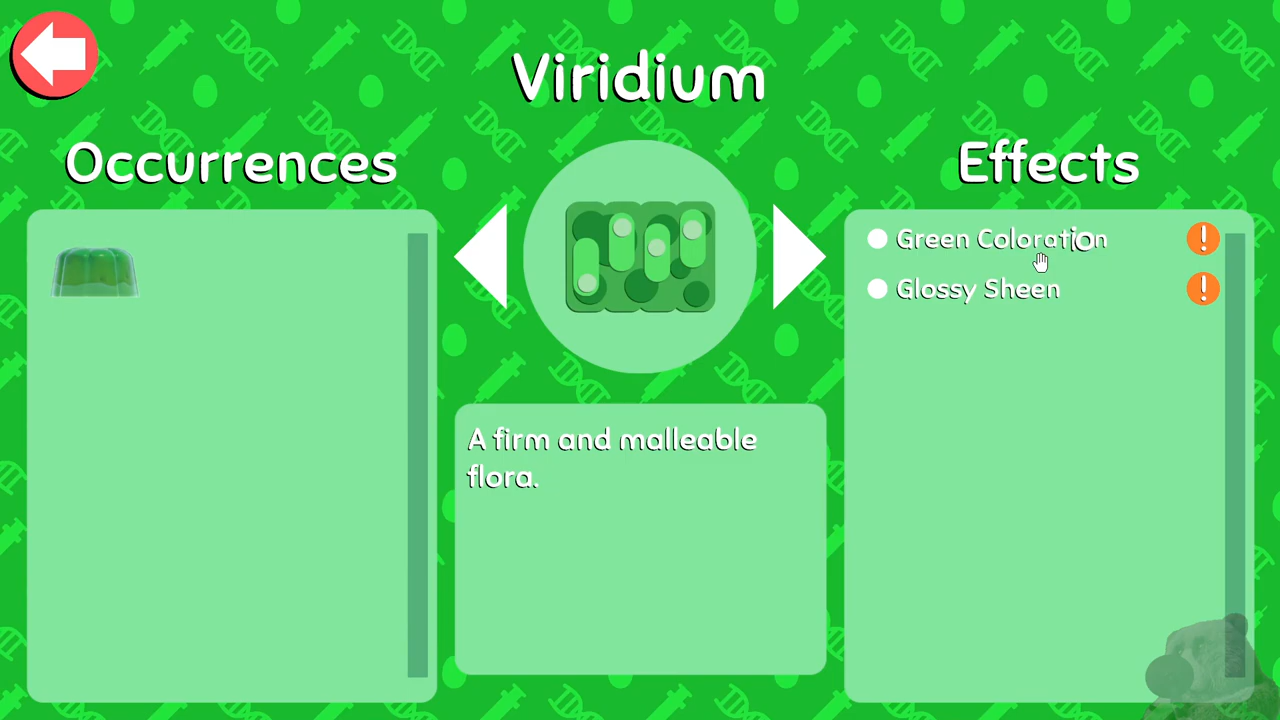 Viridium
Occurrences
Effects
Green Coloration !
Glossy Sheen !
A firm and malleable
flora.